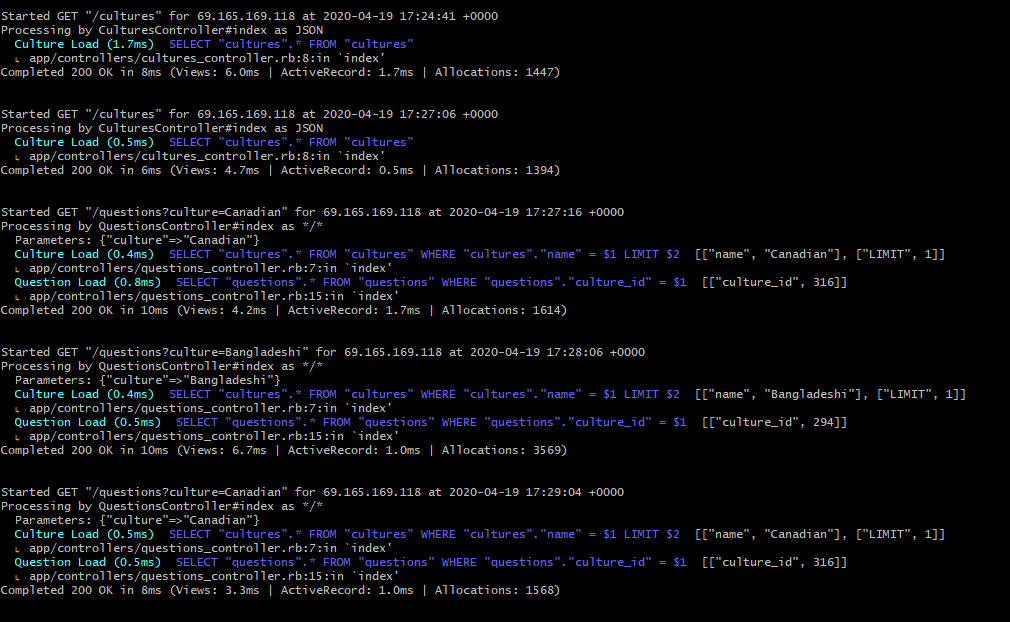 Started GET "/cultures" for 69.165.169.118 at 2020-04-19 17:24:41 +0000
Processing by CulturesController#index as JSON
  Culture Load (1.7ms)  SELECT "cultures".* FROM "cultures"
  ↳ app/controllers/cultures_controller.rb:8:in `index'
Completed 200 OK in 8ms (Views: 6.0ms | ActiveRecord: 1.7ms | Allocations: 1447)
Started GET "/cultures" for 69.165.169.118 at 2020-04-19 17:27:06 +0000
Processing by CulturesController#index as JSON
  Culture Load (0.5ms)  SELECT "cultures".* FROM "cultures"
  ↳ app/controllers/cultures_controller.rb:8:in `index'
Completed 200 OK in 6ms (Views: 4.7ms | ActiveRecord: 0.5ms | Allocations: 1394)
Started GET "/questions?culture=Canadian" for 69.165.169.118 at 2020-04-19 17:27:16 +0000
Processing by QuestionsController#index as */*
  Parameters: {"culture"=>"Canadian"}
  Culture Load (0.4ms)  SELECT "cultures".* FROM "cultures" WHERE "cultures"."name" = $1 LIMIT $2  [["name", "Canadian"], ["LIMIT", 1]]
  ↳ app/controllers/questions_controller.rb:7:in `index'
  Question Load (0.8ms)  SELECT "questions".* FROM "questions" WHERE "questions"."culture_id" = $1  [["culture_id", 316]]
  ↳ app/controllers/questions_controller.rb:15:in `index'
Completed 200 OK in 10ms (Views: 4.2ms | ActiveRecord: 1.7ms | Allocations: 1614)
Started GET "/questions?culture=Bangladeshi" for 69.165.169.118 at 2020-04-19 17:28:06 +0000
Processing by QuestionsController#index as */*
  Parameters: {"culture"=>"Bangladeshi"}
  Culture Load (0.4ms)  SELECT "cultures".* FROM "cultures" WHERE "cultures"."name" = $1 LIMIT $2  [["name", "Bangladeshi"], ["LIMIT", 1]]
  ↳ app/controllers/questions_controller.rb:7:in `index'
  Question Load (0.5ms)  SELECT "questions".* FROM "questions" WHERE "questions"."culture_id" = $1  [["culture_id", 294]]
  ↳ app/controllers/questions_controller.rb:15:in `index'
Completed 200 OK in 10ms (Views: 6.7ms | ActiveRecord: 1.0ms | Allocations: 3569)
Started GET "/questions?culture=Canadian" for 69.165.169.118 at 2020-04-19 17:29:04 +0000
Processing by QuestionsController#index as */*
  Parameters: {"culture"=>"Canadian"}
  Culture Load (0.5ms)  SELECT "cultures".* FROM "cultures" WHERE "cultures"."name" = $1 LIMIT $2  [["name", "Canadian"], ["LIMIT", 1]]
  ↳ app/controllers/questions_controller.rb:7:in `index'
  Question Load (0.5ms)  SELECT "questions".* FROM "questions" WHERE "questions"."culture_id" = $1  [["culture_id", 316]]
  ↳ app/controllers/questions_controller.rb:15:in `index'
Completed 200 OK in 8ms (Views: 3.3ms | ActiveRecord: 1.0ms | Allocations: 1568)